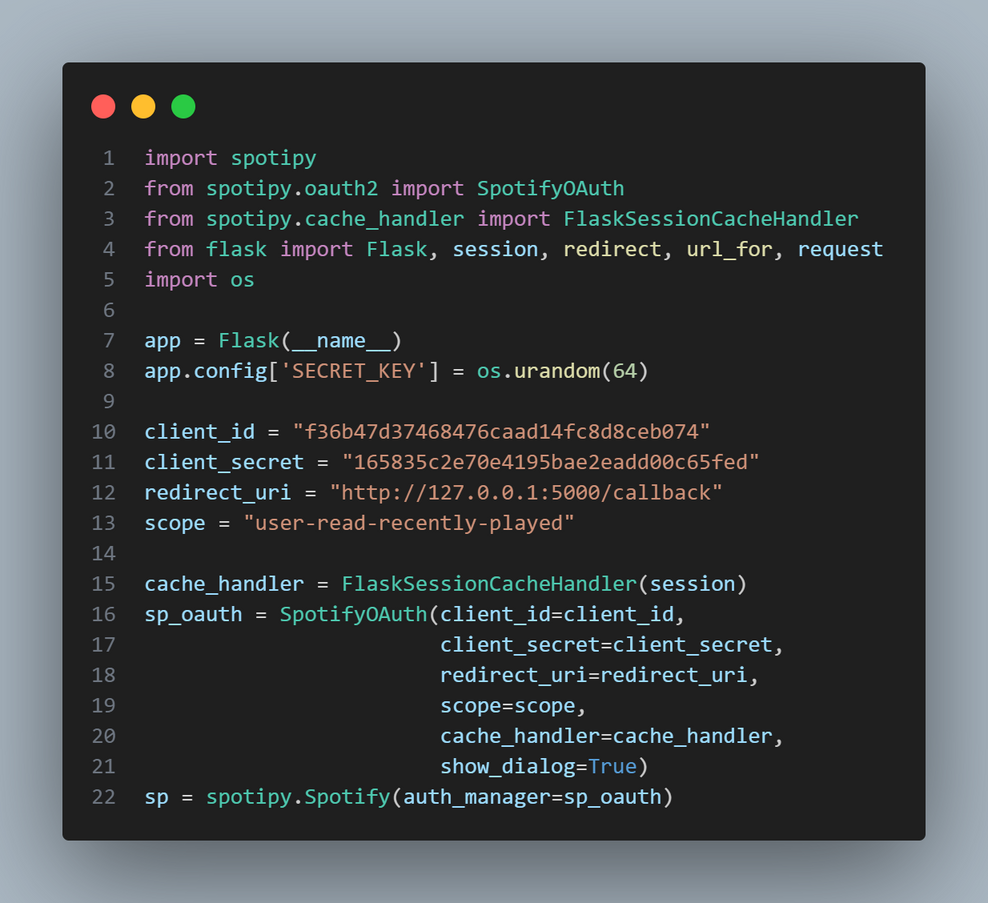 1 import spotipy
2 from spotipy.oauth2 import SpotifyOAuth
3 from spotipy.cache_handler import FlaskSessionCacheHandler
4 from flask import Flask, session, redirect, url_for, request
5 import os
6
7 app = Flask(__name__)
8 app.config['SECRET_KEY'] = os.urandom(64)
9
10 client_id = "f36b47d37468476caad14fc8d8ceb074"
11 client_secret = "165835c2e70e4195bae2eadd00c65fed"
12 redirect_uri = "http://127.0.0.1:5000/callback"
13 scope = "user-read-recently-played"
14
15 cache_handler = FlaskSessionCacheHandler(session)
16 sp_oauth = SpotifyOAuth(client_id=client_id,
17                         client_secret=client_secret,
18                         redirect_uri=redirect_uri,
19                         scope=scope,
20                         cache_handler=cache_handler,
21                         show_dialog=True)
22 sp = spotipy.Spotify(auth_manager=sp_oauth)